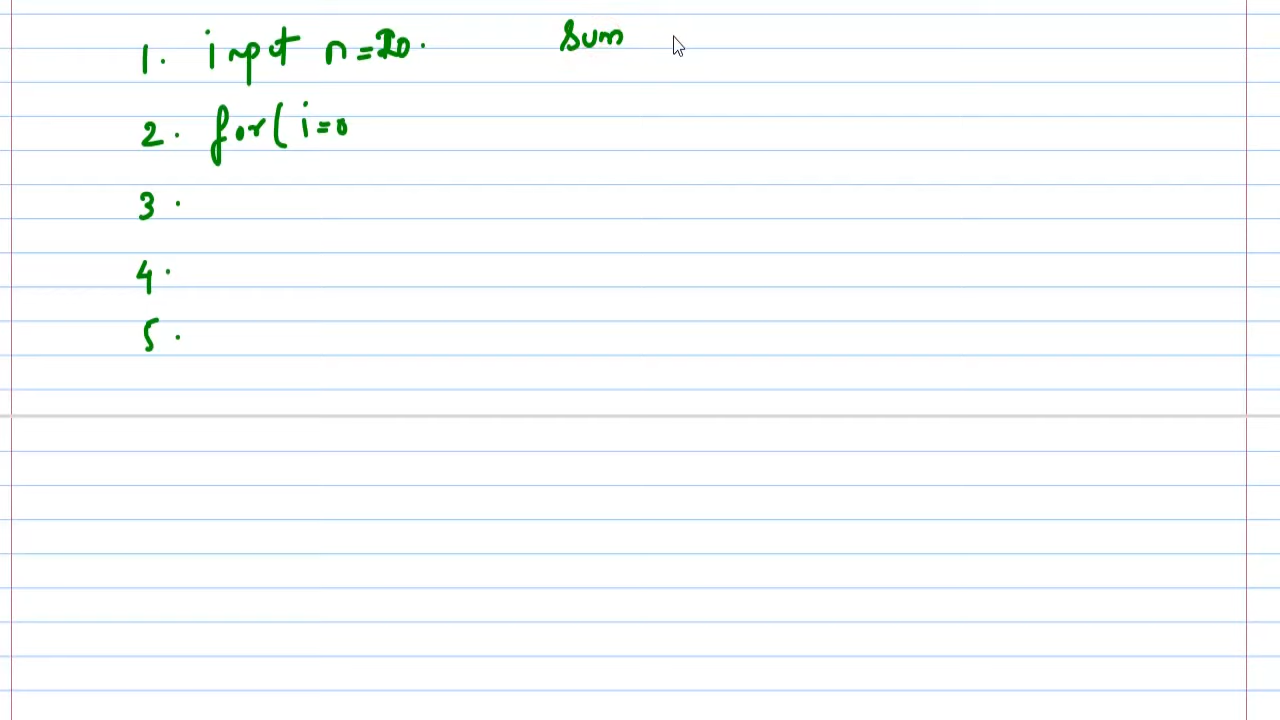 1. input n=20. sum
2. for( i=0
3.
4.
5.